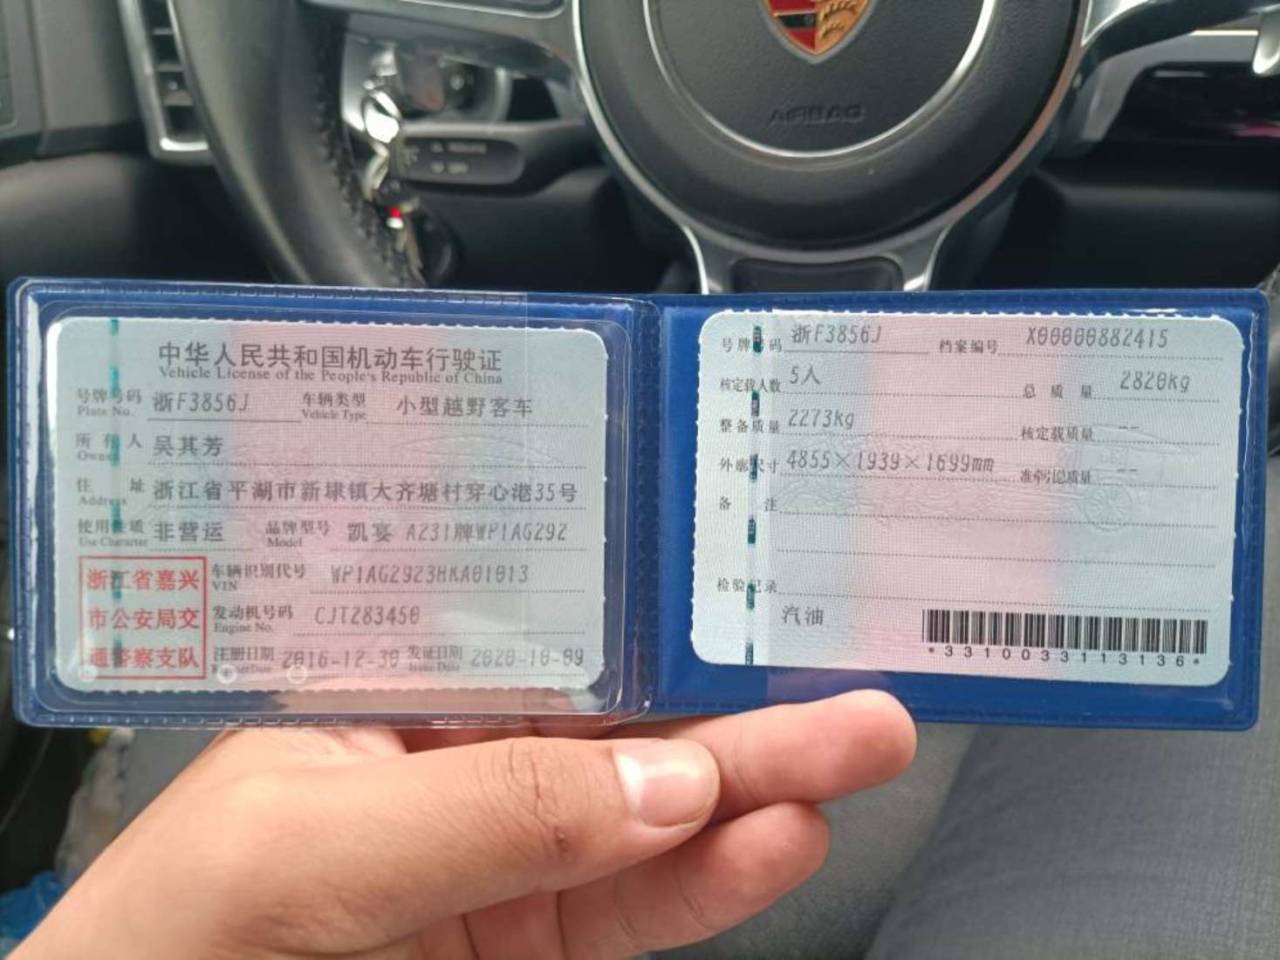 AIRBAG
中华人民共和国机动车行驶证
Vehicle License of the People's Republic of China
号牌号码 浙F3856J 车辆类型 小型越野客车
Plate No. Vehicle Type
所有人 吴其芳
Owner
住址 浙江省平湖市新埭镇大齐塘村穿心港35号
Address
使用性质 非营运 品牌型号 凯宴 A231牌WP1AG292
Use Character Model
浙江省嘉兴
市公安局交
通警察支队
车辆识别代号 WP1AG2923HKA01013
VIN
发动机号码 CJT283450
Engine No.
注册日期 2016-12-30 发证日期 2020-10-09
Register Date Issue Date
号牌号码 浙F3856J 档案编号 X00000882415
核定载人数 5人 总质量 2820kg
整备质量 2273kg 核定载质量 --
外廓尺寸 4855×1939×1699mm 准牵引总质量 --
备注
检验记录
汽油
*3310033113136*